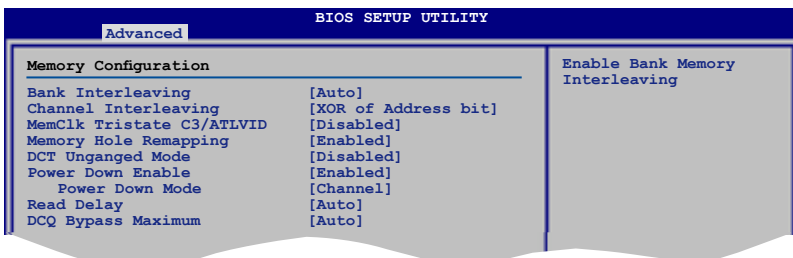 BIOS SETUP UTILITY
Advanced
Memory Configuration
Bank Interleaving [Auto]
Channel Interleaving [XOR of Address bit]
MemClk Tristate C3/ATLVID [Disabled]
Memory Hole Remapping [Enabled]
DCT Unganged Mode [Disabled]
Power Down Enable [Enabled]
Power Down Mode [Channel]
Read Delay [Auto]
DCQ Bypass Maximum [Auto]
Enable Bank Memory
Interleaving